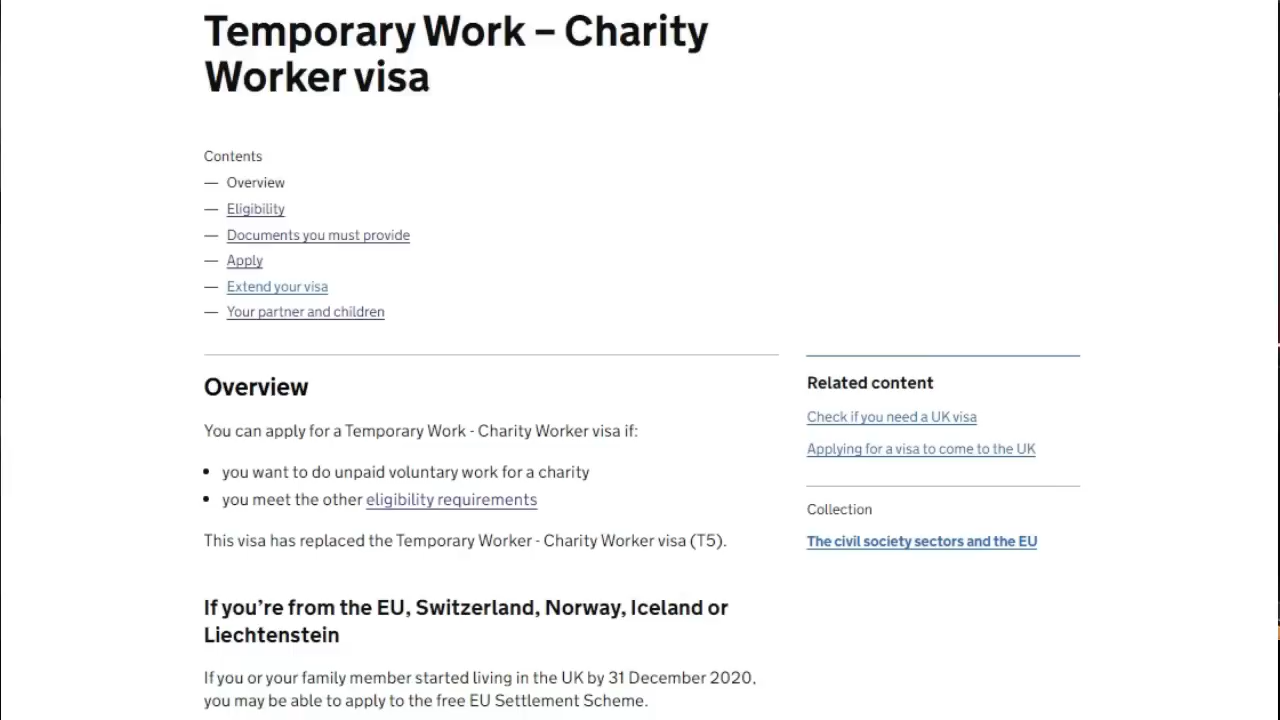 Temporary Work – Charity
Worker visa
Contents
— Overview
— Eligibility
— Documents you must provide
— Apply
— Extend your visa
— Your partner and children
Overview
You can apply for a Temporary Work - Charity Worker visa if:
• you want to do unpaid voluntary work for a charity
• you meet the other eligibility requirements
This visa has replaced the Temporary Worker - Charity Worker visa (T5).
If you’re from the EU, Switzerland, Norway, Iceland or
Liechtenstein
If you or your family member started living in the UK by 31 December 2020,
you may be able to apply to the free EU Settlement Scheme.
Related content
Check if you need a UK visa
Applying for a visa to come to the UK
Collection
The civil society sectors and the EU